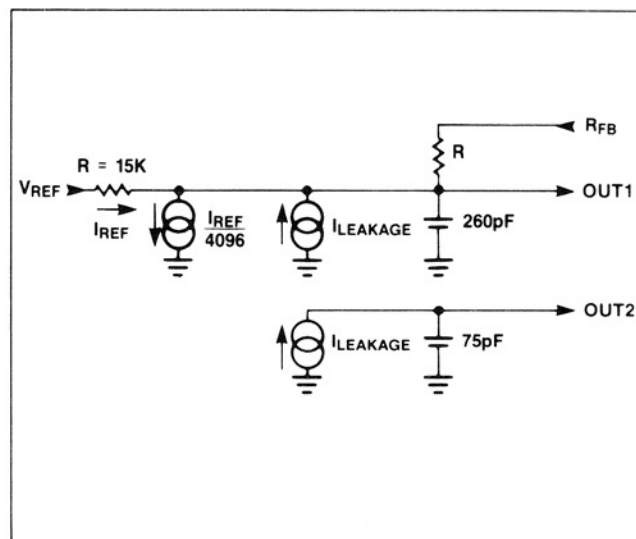 RFB
R = 15K
R
VREF
OUT1
IREF
IREF
4096
ILEAKAGE
260pF
OUT2
ILEAKAGE
75pF